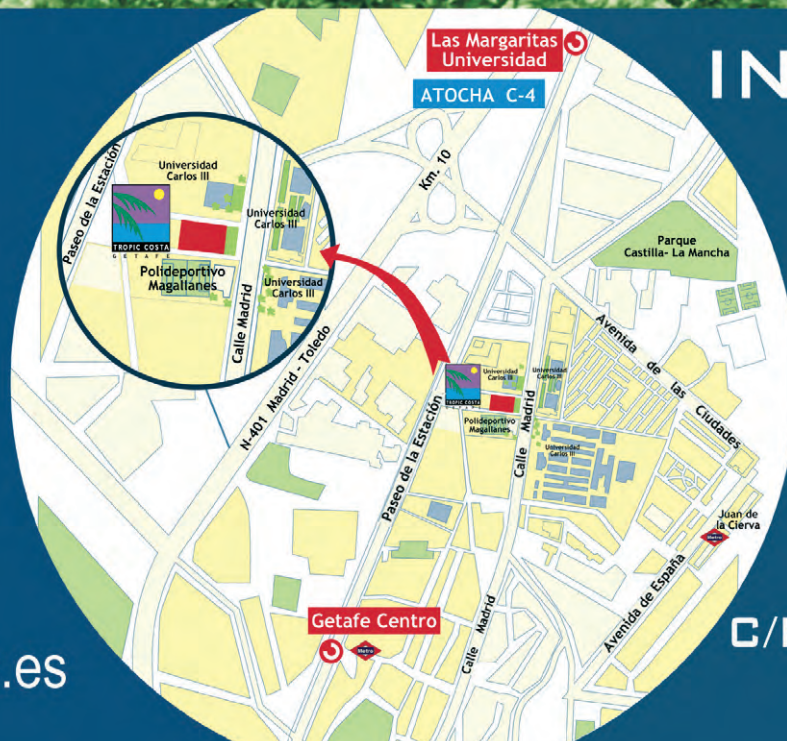 Las Margaritas
Universidad
ATOCHA C-4
IN
Km. 10
Paseo de la Estación
Universidad
Carlos III
Universidad
Carlos III
TROPIC COSTA
GETAFE
Polideportivo
Magallanes
Universidad
Carlos III
Calle Madrid
Parque
Castilla- La Mancha
N-401 Madrid - Toledo
Avenida de las Ciudades
Universidad
Carlos III
Universidad
Carlos III
TROPIC COSTA
Polideportivo
Magallanes
Calle Madrid
Paseo de la Estación
Universidad
Carlos III
Juan de
la Cierva
Metro
Avenida de España
Getafe Centro
Metro
Calle Madrid
C/
.es